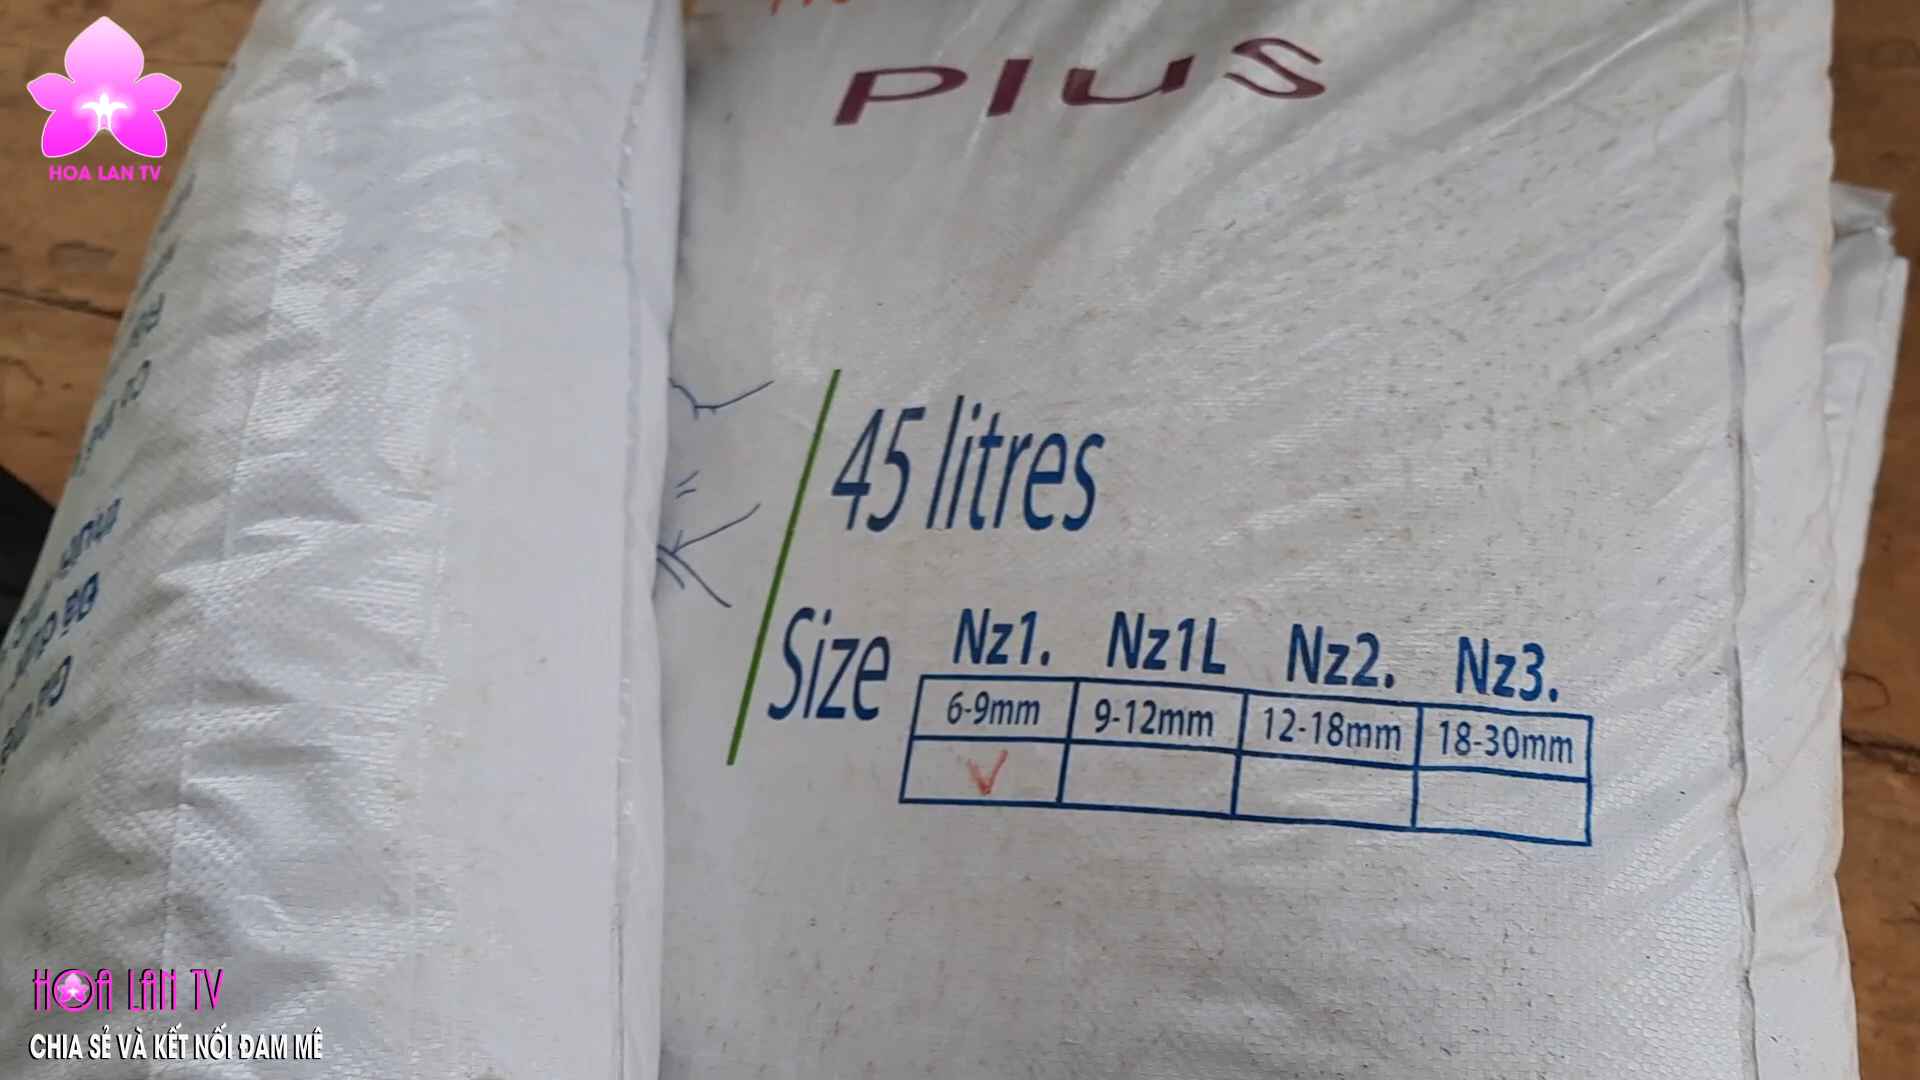 HOA LAN TV
Plus
45 litres
Size
Nz1. Nz1L Nz2. Nz3.
6-9mm 9-12mm 12-18mm 18-30mm
V
HOA LAN TV
CHIA SẺ VÀ KẾT NỐI ĐAM MÊ